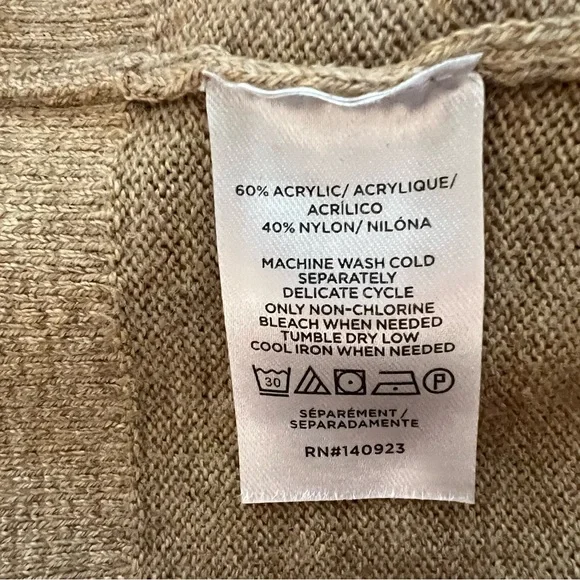 60% ACRYLIC/ ACRYLIQUE/
ACRÍLICO
40% NYLON/ NILÓNA
MACHINE WASH COLD
SEPARATELY
DELICATE CYCLE
ONLY NON-CHLORINE
BLEACH WHEN NEEDED
TUMBLE DRY LOW
COOL IRON WHEN NEEDED
30 P
SÉPARÉMENT /
SEPARADAMENTE
RN#140923